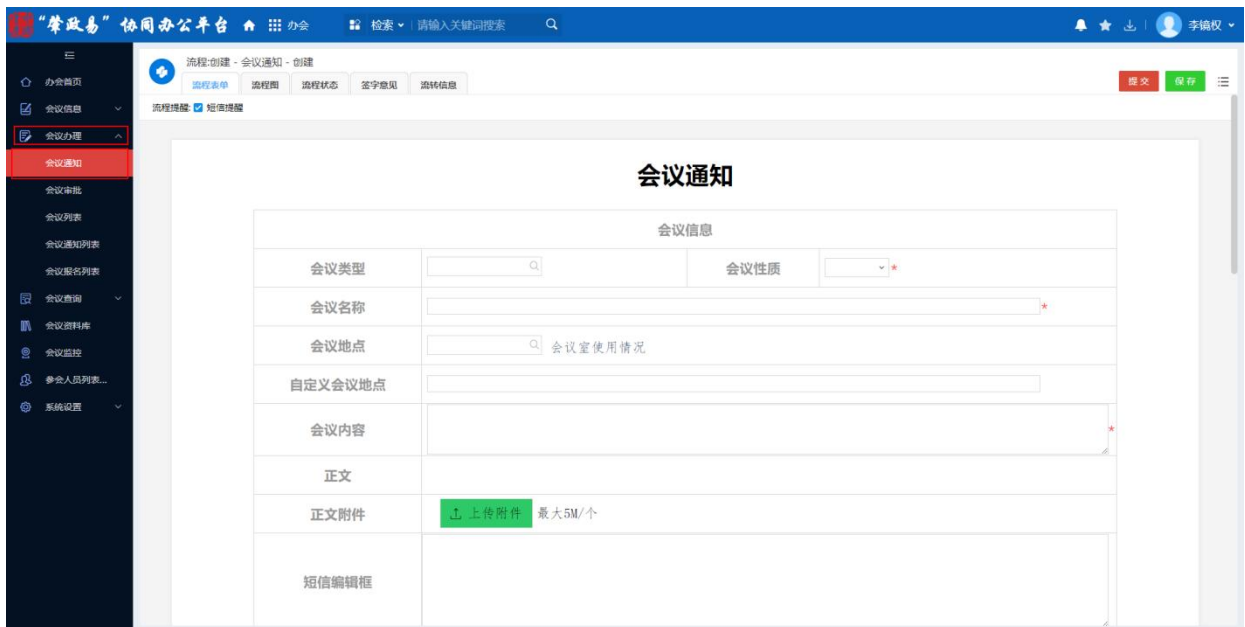 “肇政易”协同办公平台 办会 检索 请输入关键词搜索 李镐权
办会首页
会议信息
会议办理
会议通知
会议审批
会议列表
会议通知列表
会议报名列表
会议查询
会议资料库
会议监控
参会人员列表...
系统设置
流程:创建 - 会议通知 - 创建
流程表单 流程图 流程状态 签字意见 流转信息 提交 保存
流程提醒: 短信提醒
会议通知
会议信息
会议类型 会议性质 *
会议名称 *
会议地点 会议室使用情况
自定义会议地点
会议内容 *
正文
正文附件 上传附件 最大5M/个
短信编辑框